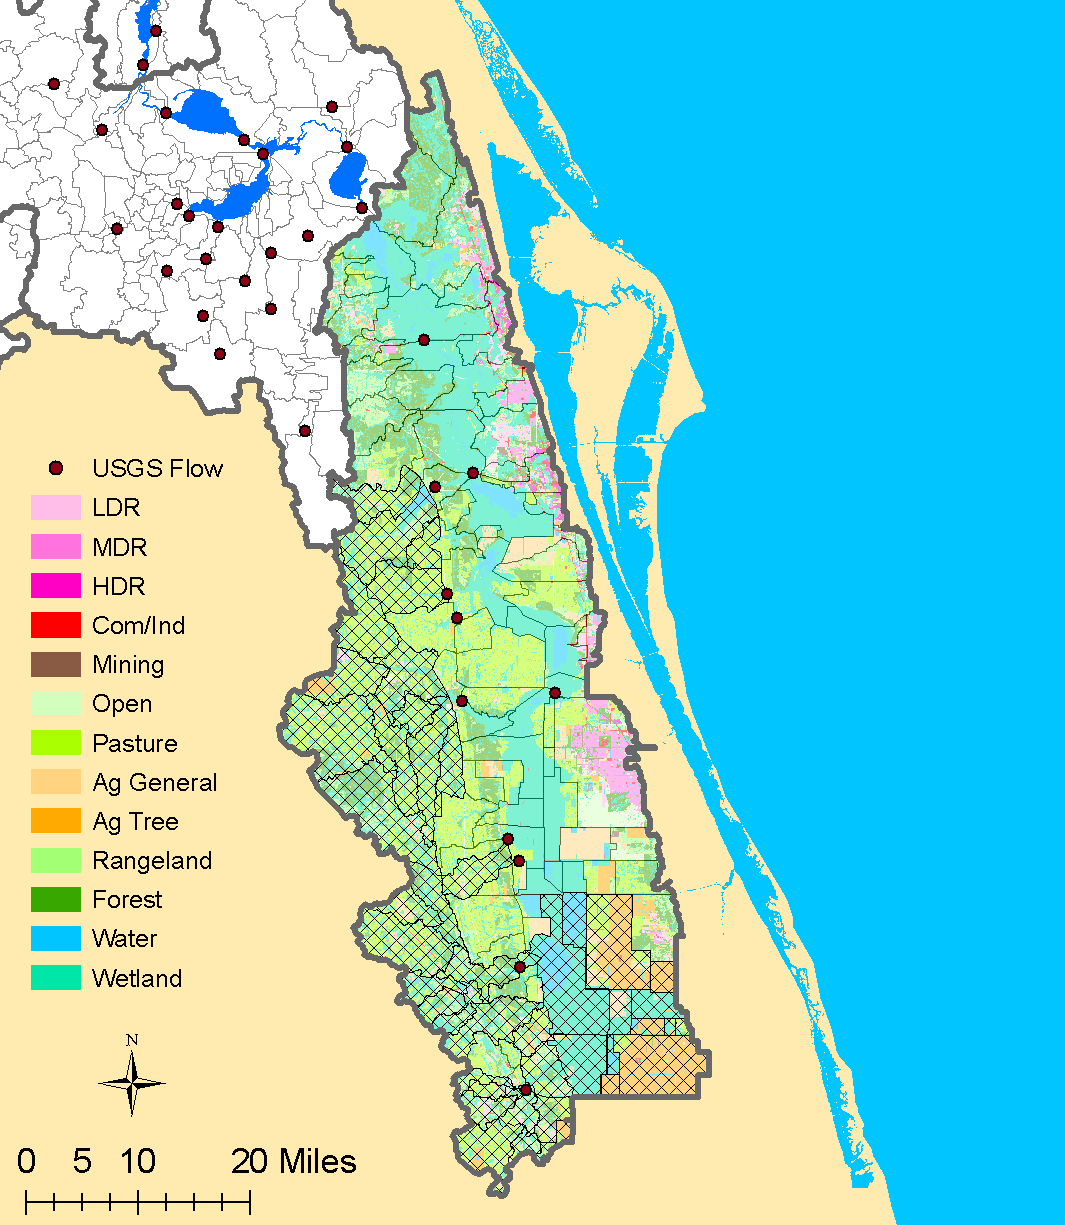 USGS Flow
LDR
MDR
HDR
Com/Ind
Mining
Open
Pasture
Ag General
Ag Tree
Rangeland
Forest
Water
Wetland
N
0 5 10 20 Miles